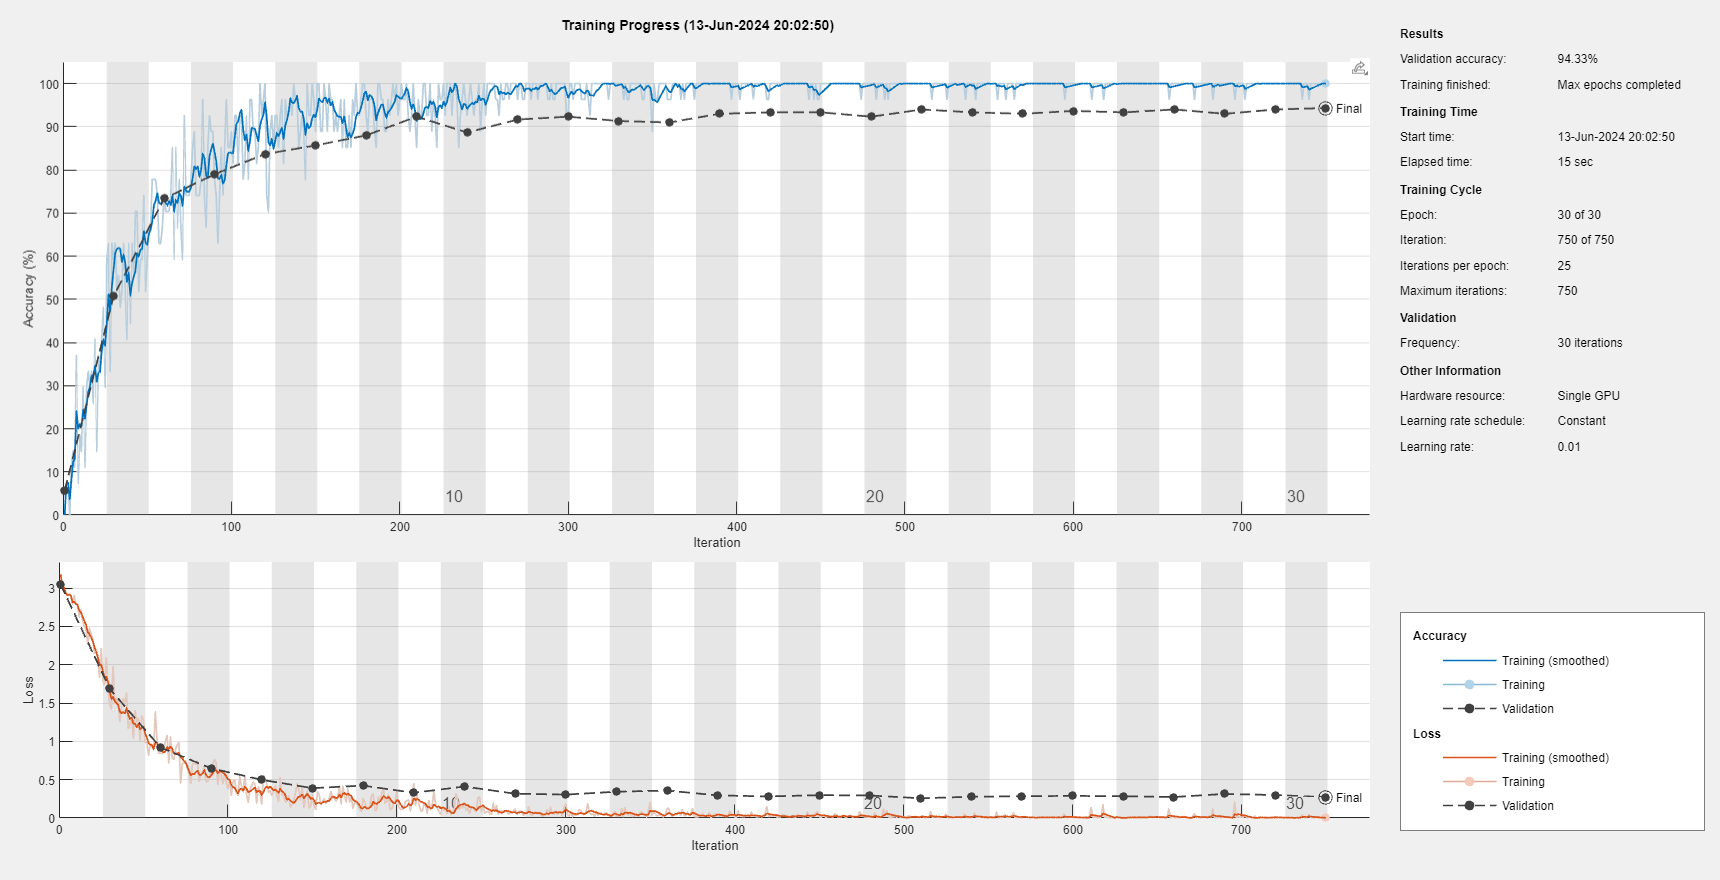 Training Progress (13-Jun-2024 20:02:50)
Accuracy (%)
100
90
80
70
60
50
40
30
20
10
0
10
20
30
Final
0 100 200 300 400 500 600 700
Iteration
Loss
3
2.5
2
1.5
1
0.5
0
10
20
30
Final
0 100 200 300 400 500 600 700
Iteration
Results
Validation accuracy: 94.33%
Training finished: Max epochs completed
Training Time
Start time: 13-Jun-2024 20:02:50
Elapsed time: 15 sec
Training Cycle
Epoch: 30 of 30
Iteration: 750 of 750
Iterations per epoch: 25
Maximum iterations: 750
Validation
Frequency: 30 iterations
Other Information
Hardware resource: Single GPU
Learning rate schedule: Constant
Learning rate: 0.01
Accuracy
Training (smoothed)
Training
Validation
Loss
Training (smoothed)
Training
Validation